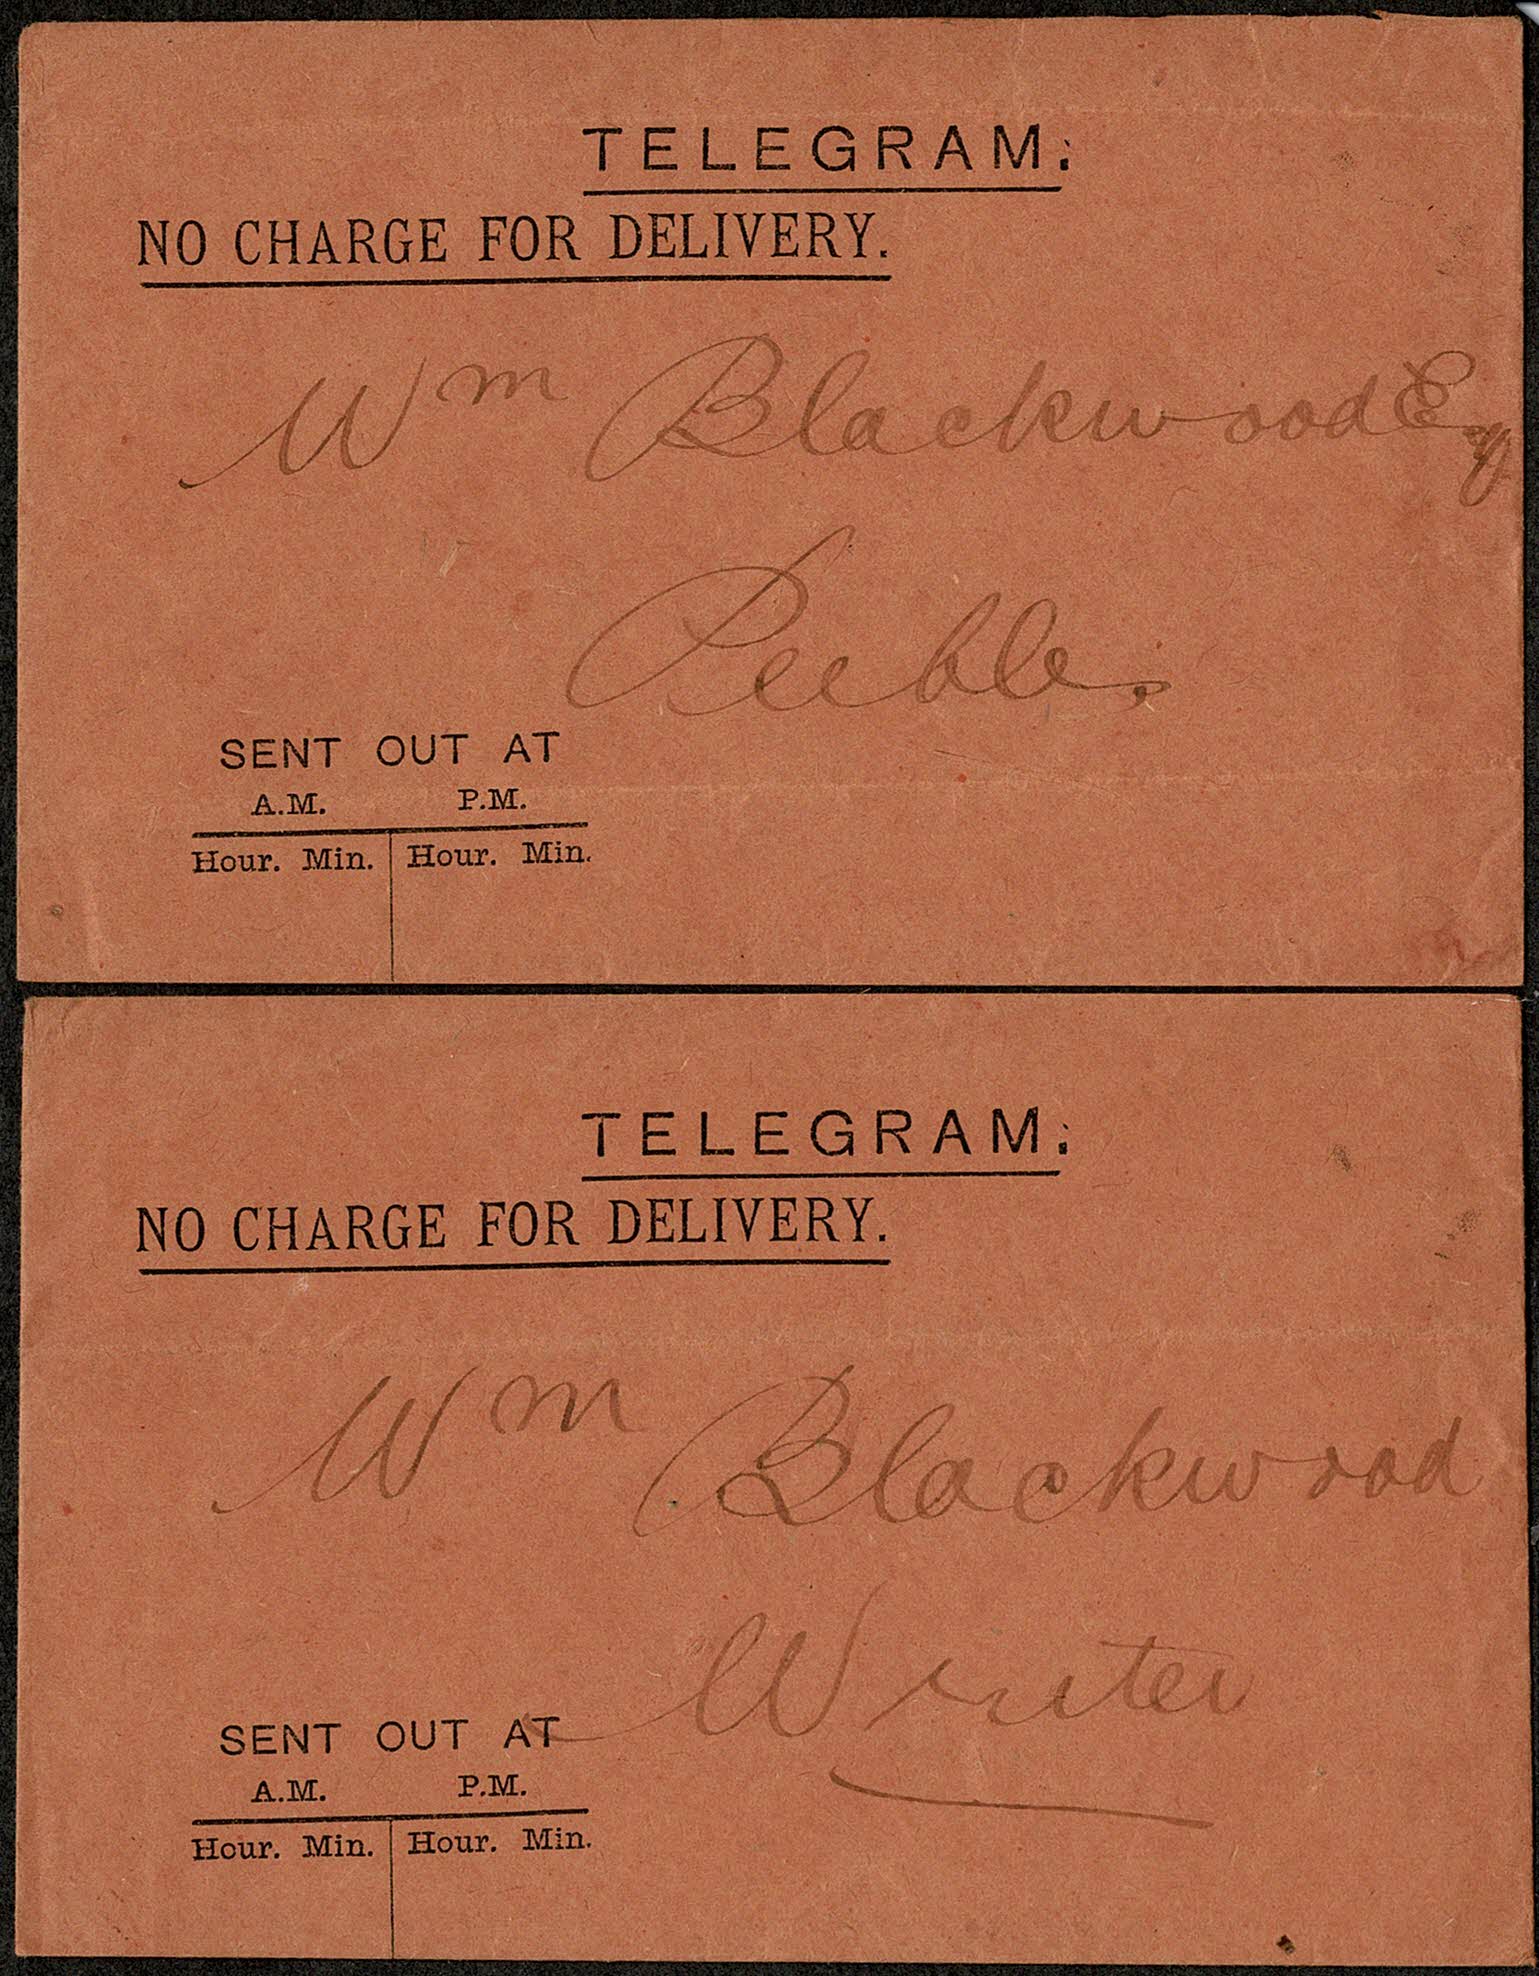 TELEGRAM.
NO CHARGE FOR DELIVERY.
Wm Blackwood Esq
Peebles
SENT OUT AT
A.M. P.M.
Hour. Min. Hour. Min.
TELEGRAM.
NO CHARGE FOR DELIVERY.
Wm Blackwood
Writer
SENT OUT AT
A.M. P.M.
Hour. Min. Hour. Min.